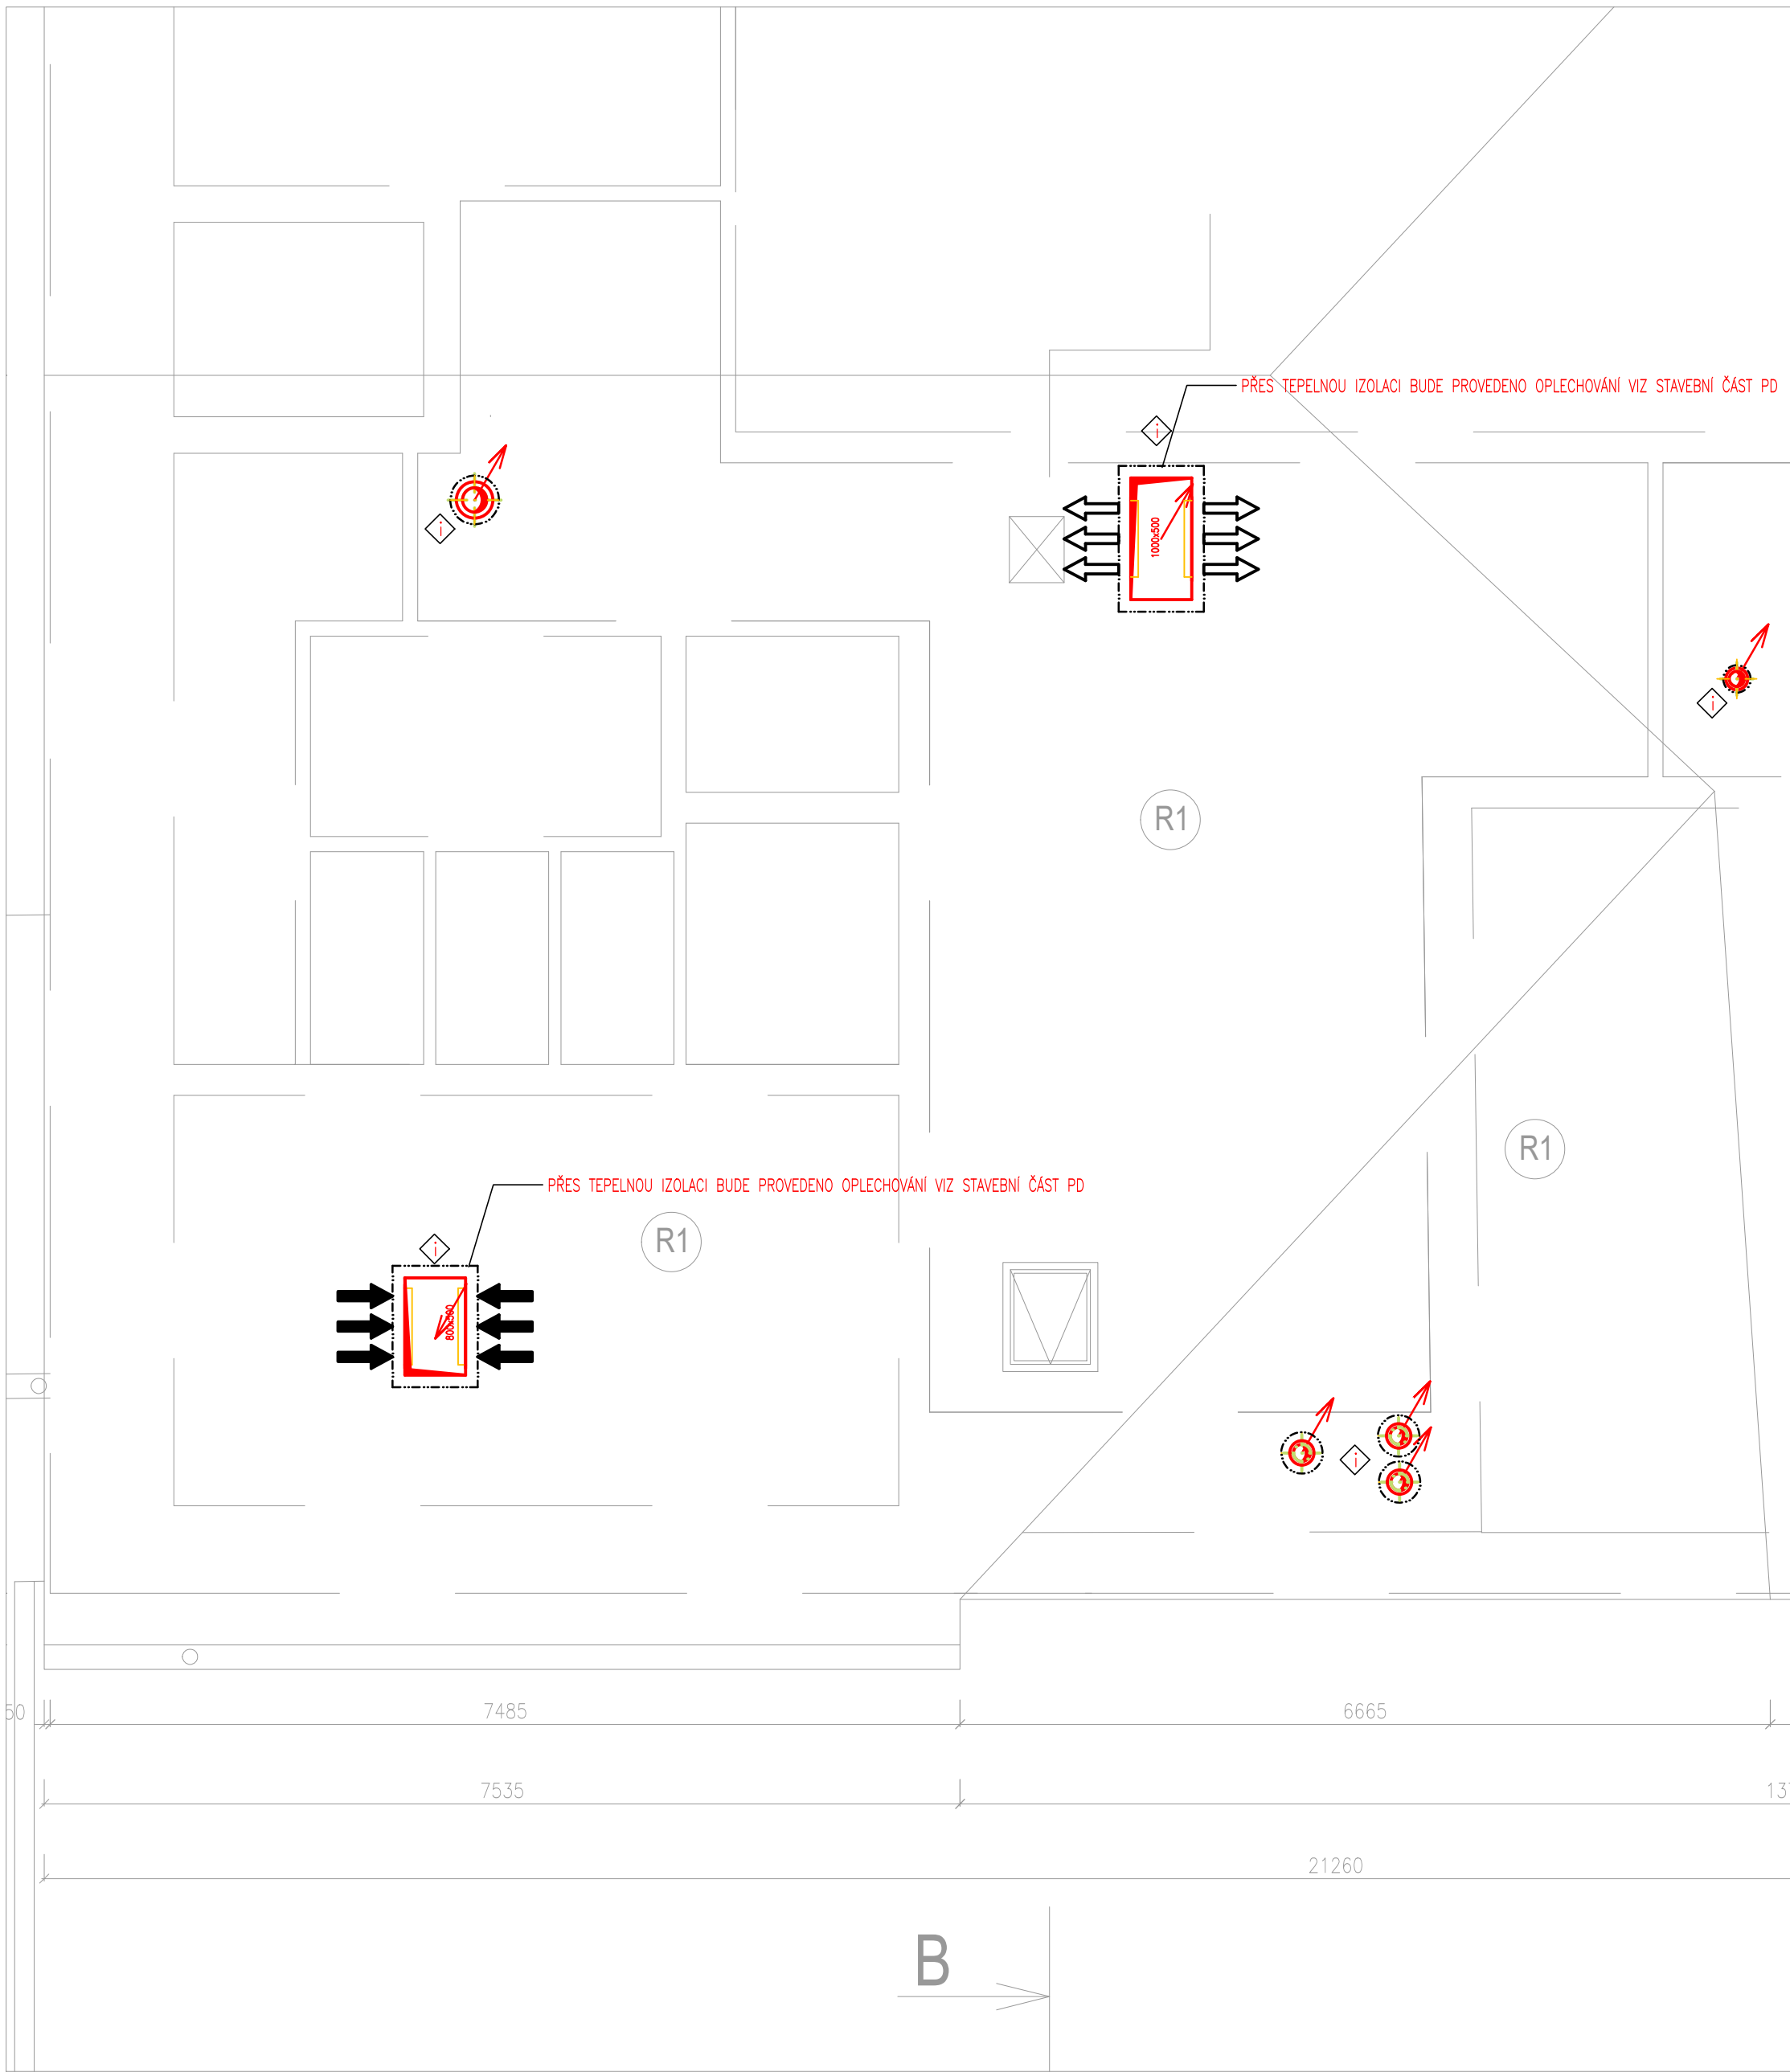 PŘES TEPELNOU IZOLACI BUDE PROVEDENO OPLECHOVÁNÍ VIZ STAVEBNÍ ČÁST PD
i
i
1000x500
i
R1
R1
PŘES TEPELNOU IZOLACI BUDE PROVEDENO OPLECHOVÁNÍ VIZ STAVEBNÍ ČÁST PD
R1
i
800x500
i
50
7485
6665
7535
21260
B